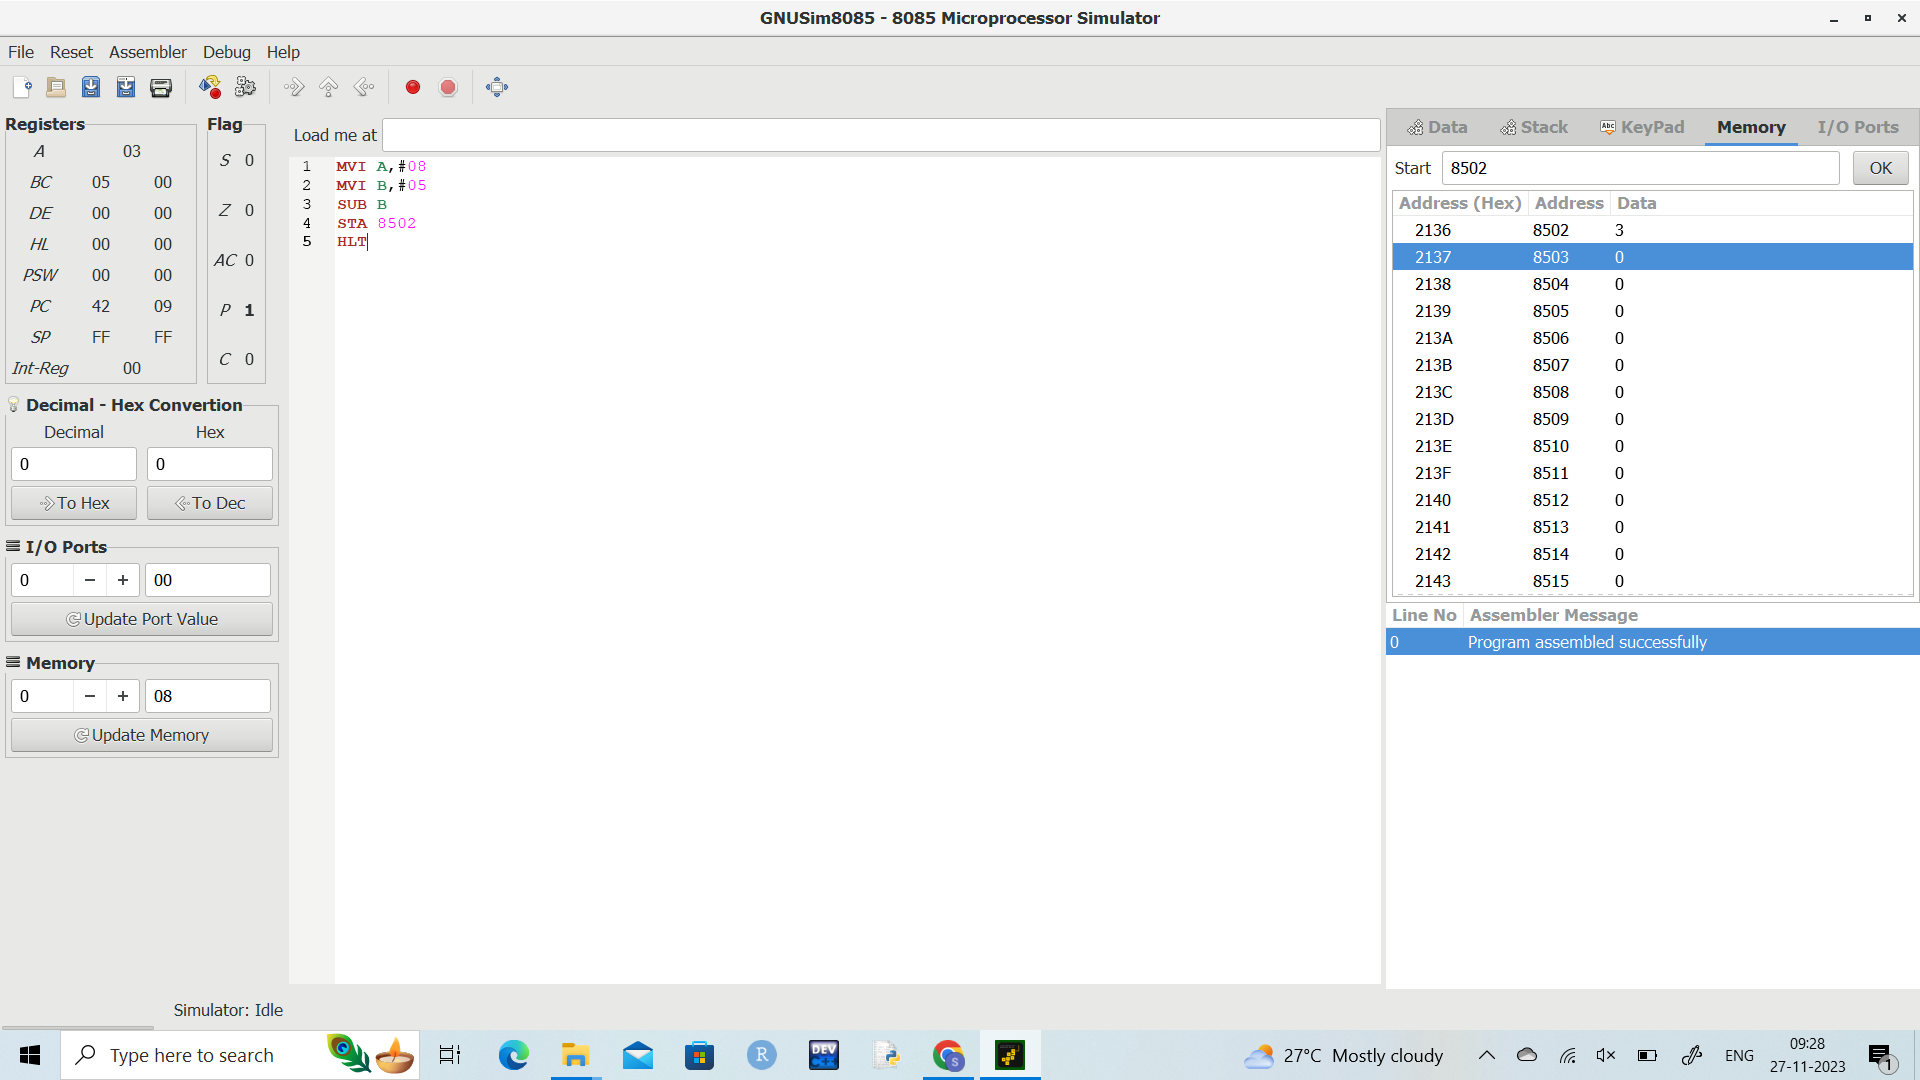 GNUSim8085 - 8085 Microprocessor Simulator
File Reset Assembler Debug Help
Registers
A 03
BC 05 00
DE 00 00
HL 00 00
PSW 00 00
PC 42 09
SP FF FF
Int-Reg 00
Flag
S 0
Z 0
AC 0
P 1
C 0
Decimal - Hex Convertion
Decimal Hex
0 0
To Hex To Dec
I/O Ports
0 − + 00
Update Port Value
Memory
0 − + 08
Update Memory
Load me at
1 MVI A,#08
2 MVI B,#05
3 SUB B
4 STA 8502
5 HLT
Data Stack Abc KeyPad Memory I/O Ports
Start 8502 OK
Address (Hex) Address Data
2136 8502 3
2137 8503 0
2138 8504 0
2139 8505 0
213A 8506 0
213B 8507 0
213C 8508 0
213D 8509 0
213E 8510 0
213F 8511 0
2140 8512 0
2141 8513 0
2142 8514 0
2143 8515 0
Line No Assembler Message
0 Program assembled successfully
Simulator: Idle
Type here to search
R
DEV C++
S
27°C Mostly cloudy
ENG
09:28
27-11-2023
1